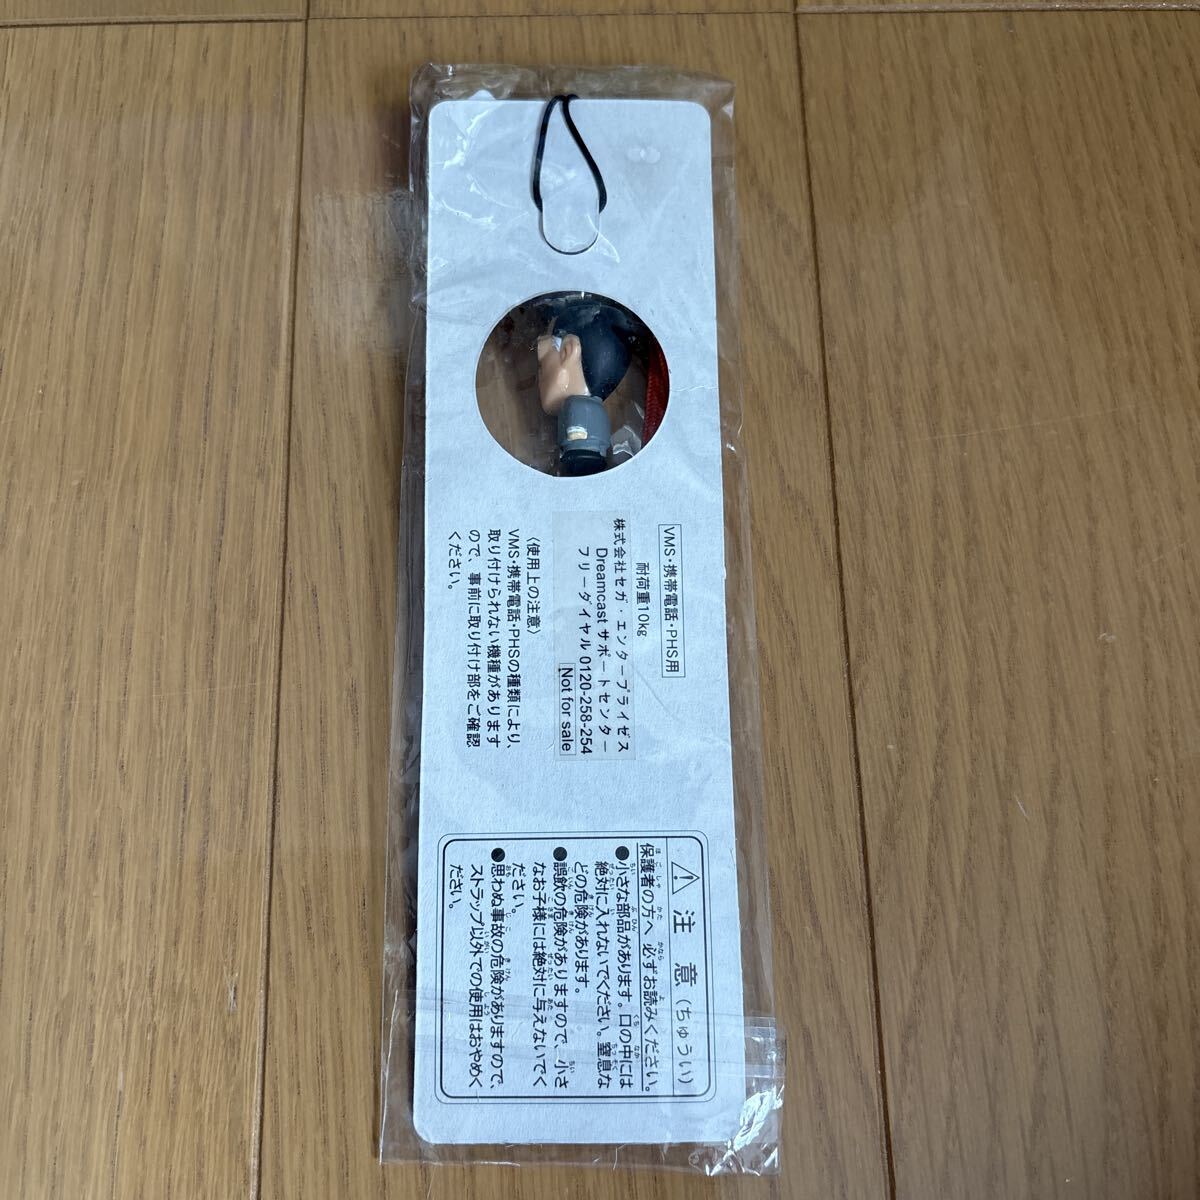 VMS・携帯電話・PHS用
耐荷重10kg
株式会社セガ・エンタープライゼス
Dreamcast サポートセンター
フリーダイヤル 0120-258-254
Not for sale
〈使用上の注意〉
VMS・携帯電話・PHSの種類により、
取り付けられない機種があります
ので、事前に取り付け部をご確認
ください。
注意(ちゅうい)
保護者の方へ 必ずお読みください。
●小さな部品があります。口の中には
絶対に入れないでください。窒息な
どの危険があります。
●誤飲の危険がありますので、小さ
なお子様には絶対に与えないでく
ださい。
●思わぬ事故の危険がありますので、
ストラップ以外での使用はおやめく
ださい。